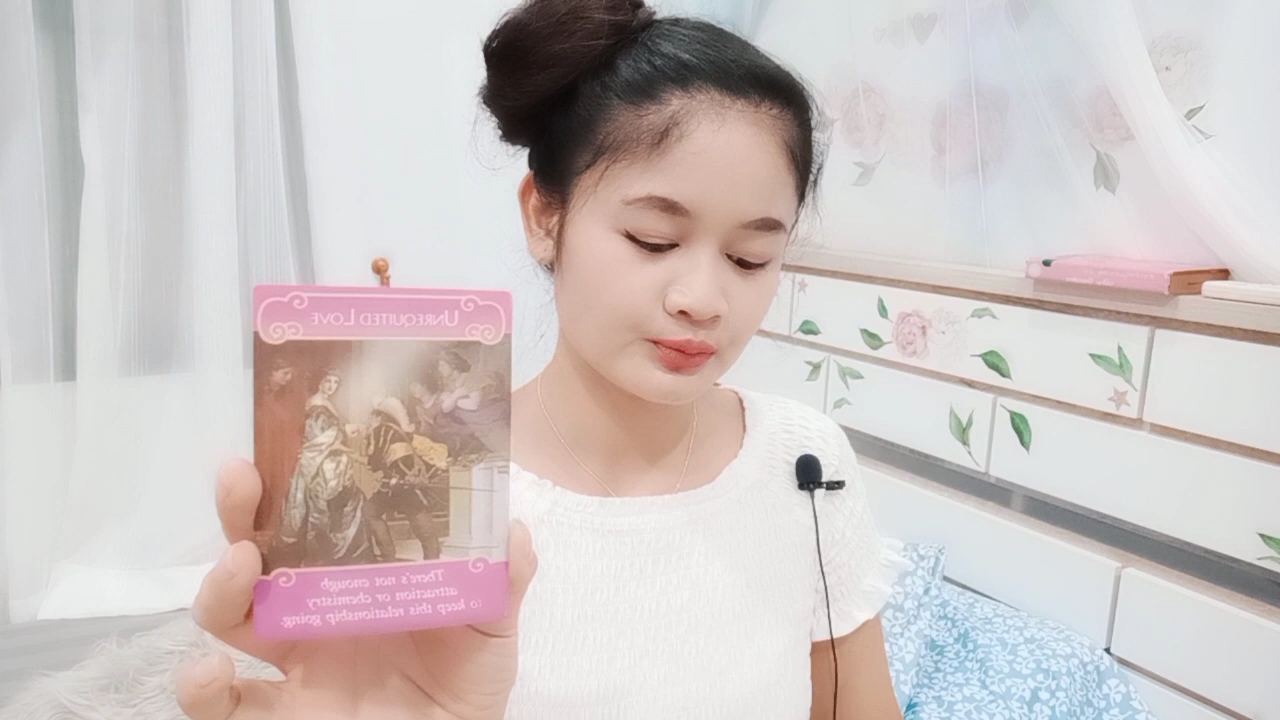 UNREQUITED LOVE
There's not enough
attraction or chemistry
to keep this relationship going.